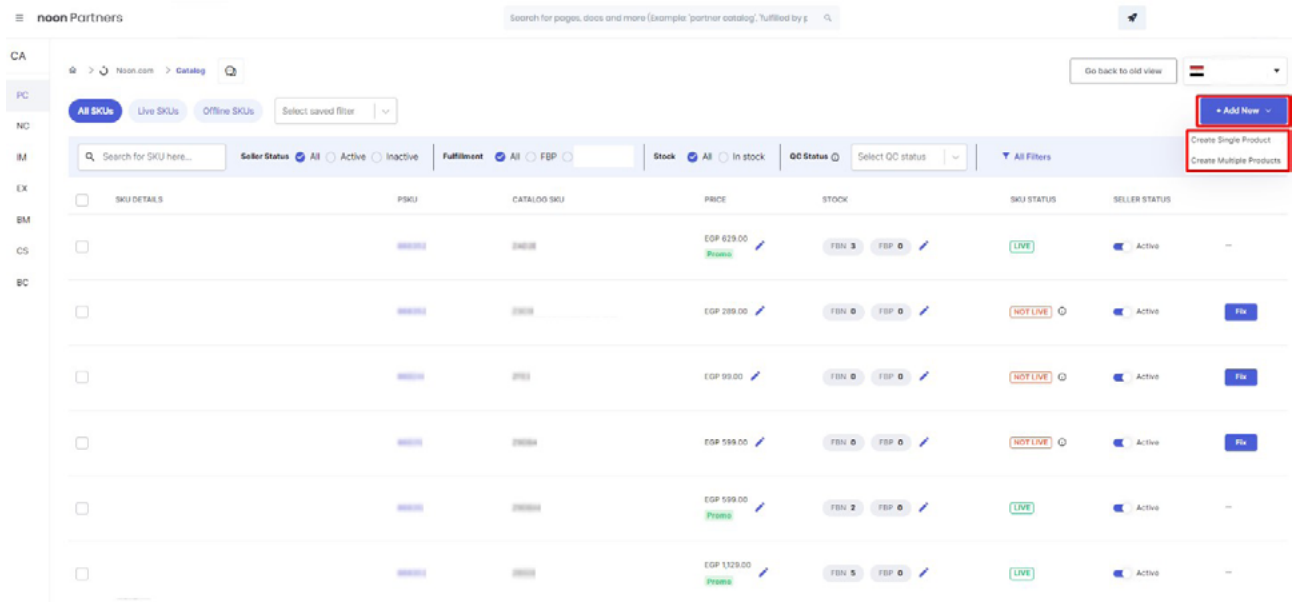 noon Partners
Search for pages, docs and more (Example: 'partner catalog', 'fulfilled by p
CA
Noon.com > Catalog
Go back to old view
PC
All SKUs Live SKUs Offline SKUs Select saved filter
+ Add New
NC
Create Single Product
Create Multiple Products
IM
Search for SKU here... Seller Status All Active Inactive Fulfillment All FBP Stock All In stock QC Status Select QC status All Filters
EX
SKU DETAILS PSKU CATALOG SKU PRICE STOCK SKU STATUS SELLER STATUS
BM
CS
EGP 629.00 FBN 3 FBP 0 LIVE Active --
Promo
BC
EGP 289.00 FBN 0 FBP 0 NOT LIVE Active Fix
EGP 99.00 FBN 0 FBP 0 NOT LIVE Active Fix
EGP 599.00 FBN 0 FBP 0 NOT LIVE Active Fix
EGP 599.00 FBN 2 FBP 0 LIVE Active --
Promo
EGP 1,129.00 FBN 5 FBP 0 LIVE Active --
Promo